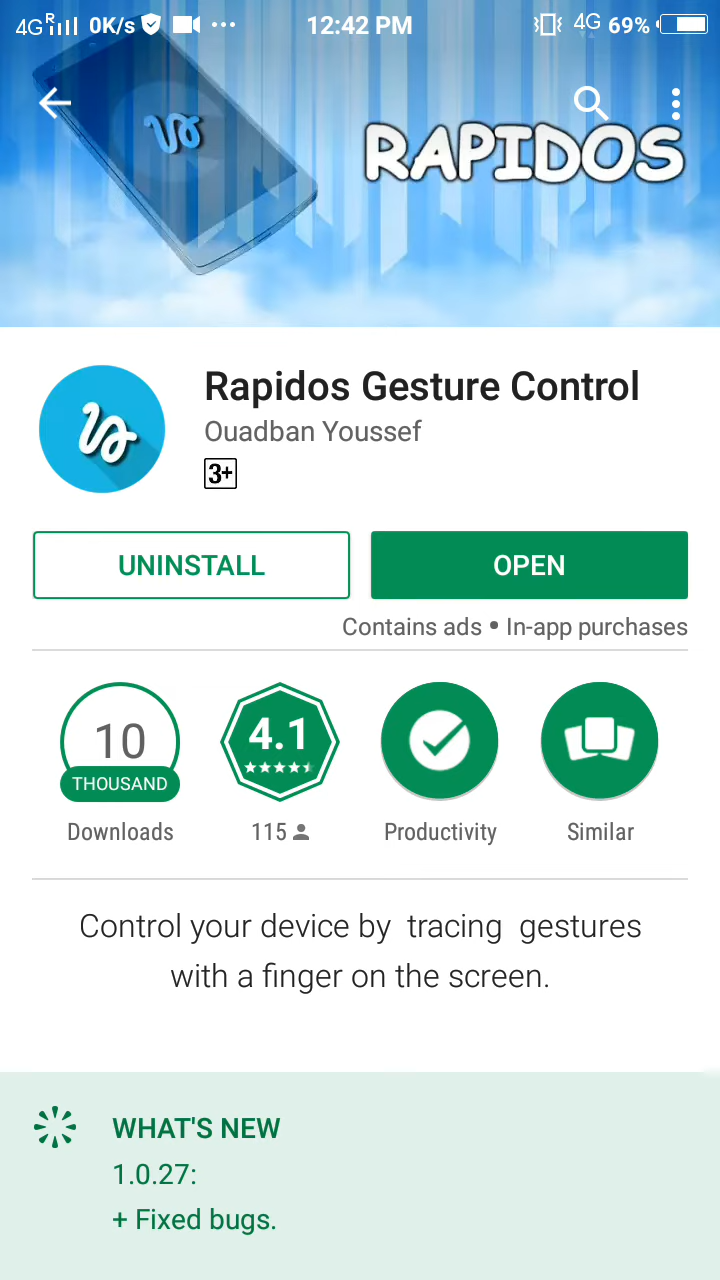 4G R 0K/s ... 12:42 PM 4G 69%
RAPIDOS
Rapidos Gesture Control
Ouadban Youssef
3+
UNINSTALL OPEN
Contains ads • In-app purchases
10 4.1
THOUSAND
Downloads 115 Productivity Similar
Control your device by tracing gestures
with a finger on the screen.
WHAT'S NEW
1.0.27:
+ Fixed bugs.